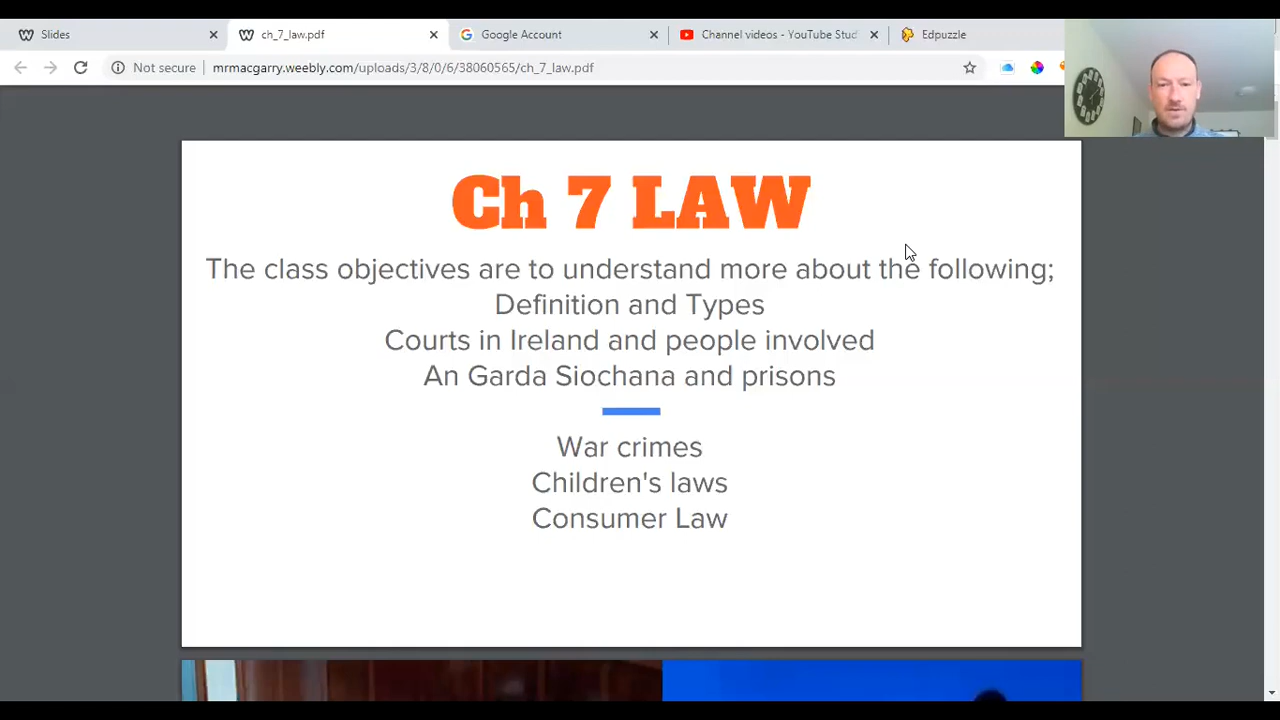 Slides
ch_7_law.pdf
Google Account
Channel videos - YouTube Stud
Edpuzzle
Not secure
mrmacgarry.weebly.com/uploads/3/8/0/6/38060565/ch_7_law.pdf
Ch 7 LAW
The class objectives are to understand more about the following;
Definition and Types
Courts in Ireland and people involved
An Garda Siochana and prisons
War crimes
Children's laws
Consumer Law